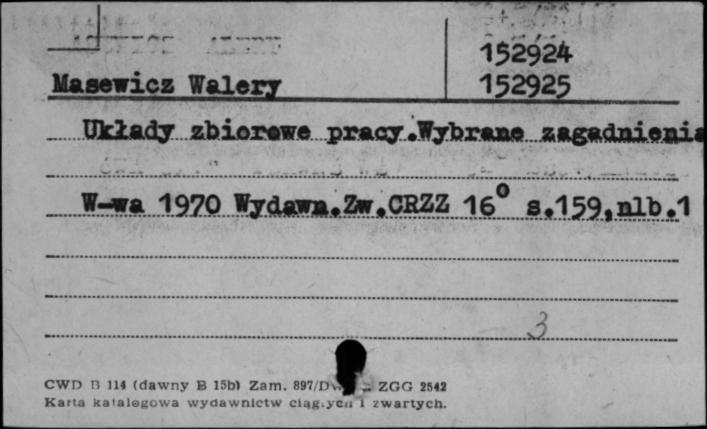 152924
Masewicz Walery 152925
Układy zbiorowe pracy.Wybrane zagadnienia
W-wa 1970 Wydawn.Zw.CRZZ 16° s.159,nlb.1
3
CWD B 114 (dawny B 15b) Zam. 897/ ZGG 2542
Karta katalogowa wydawnictw ciągłych i zwartych.